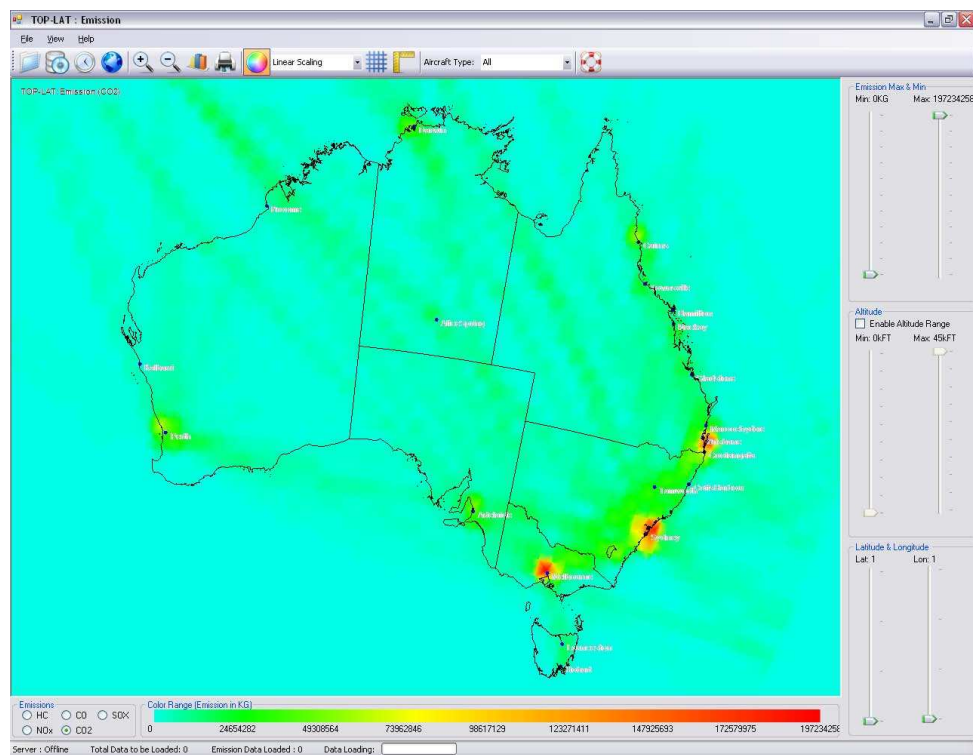 TOP-LAT : Emission
File View Help
Linear Scaling
Aircraft Type: All
TOP-LAT: Emission (CO2)
Emission Max & Min
Min: 0KG Max: 197234258
Darwin
Cairns
Alice Spring
Altitude
Enable Altitude Range
Min: 0kFT Max: 45kFT
Perth
Adelaide
Sydney
Melbourne
Latitude & Longitude
Lat: 1 Lon: 1
Emissions
HC CO SOX
NOx CO2
Color Range (Emission in KG)
0 24654282 49308564 73962846 98617129 123271411 147925693 172579975 19723425
Server : Offline Total Data to be Loaded: 0 Emission Data Loaded : 0 Data Loading: